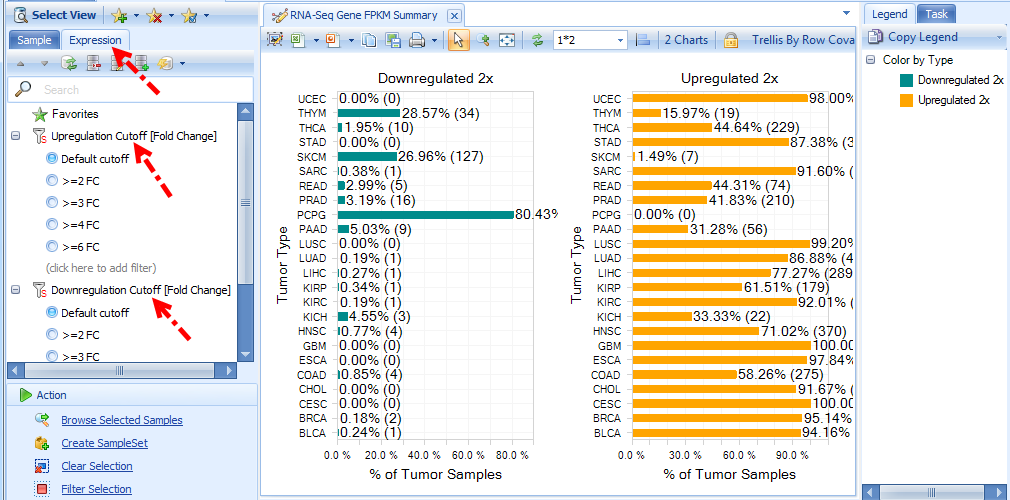 Select View
Sample
Expression
Search
Favorites
Upregulation Cutoff [Fold Change]
Default cutoff
>=2 FC
>=3 FC
>=4 FC
>=6 FC
(click here to add filter)
Downregulation Cutoff [Fold Change]
Default cutoff
>=2 FC
>=3 FC
Action
Browse Selected Samples
Create SampleSet
Clear Selection
Filter Selection
RNA-Seq Gene FPKM Summary
1*2
2 Charts
Trellis By Row Cova
Downregulated 2x
Tumor Type
UCEC 0.00% (0)
THYM 28.57% (34)
THCA 1.95% (10)
STAD 0.00% (0)
SKCM 26.96% (127)
SARC 0.38% (1)
READ 2.99% (5)
PRAD 3.19% (16)
PCPG 80.43%
PAAD 5.03% (9)
LUSC 0.00% (0)
LUAD 0.19% (1)
LIHC 0.27% (1)
KIRP 0.34% (1)
KIRC 0.19% (1)
KICH 4.55% (3)
HNSC 0.77% (4)
GBM 0.00% (0)
ESCA 0.00% (0)
COAD 0.85% (4)
CHOL 0.00% (0)
CESC 0.00% (0)
BRCA 0.18% (2)
BLCA 0.24% (1)
0.0 % 20.0 % 40.0 % 60.0 % 80.0 %
% of Tumor Samples
Upregulated 2x
Tumor Type
UCEC 98.00%
THYM 15.97% (19)
THCA 44.64% (229)
STAD 87.38% (3
SKCM 1.49% (7)
SARC 91.60% (
READ 44.31% (74)
PRAD 41.83% (210)
PCPG 0.00% (0)
PAAD 31.28% (56)
LUSC 99.20%
LUAD 86.88% (4
LIHC 77.27% (289
KIRP 61.51% (179)
KIRC 92.01% (
KICH 33.33% (22)
HNSC 71.02% (370)
GBM 100.00
ESCA 97.84%
COAD 58.26% (275)
CHOL 91.67% (
CESC 100.00
BRCA 95.14%
BLCA 94.16%
0.0 % 30.0 % 60.0 % 90.0 %
% of Tumor Samples
Legend
Task
Copy Legend
Color by Type
Downregulated 2x
Upregulated 2x